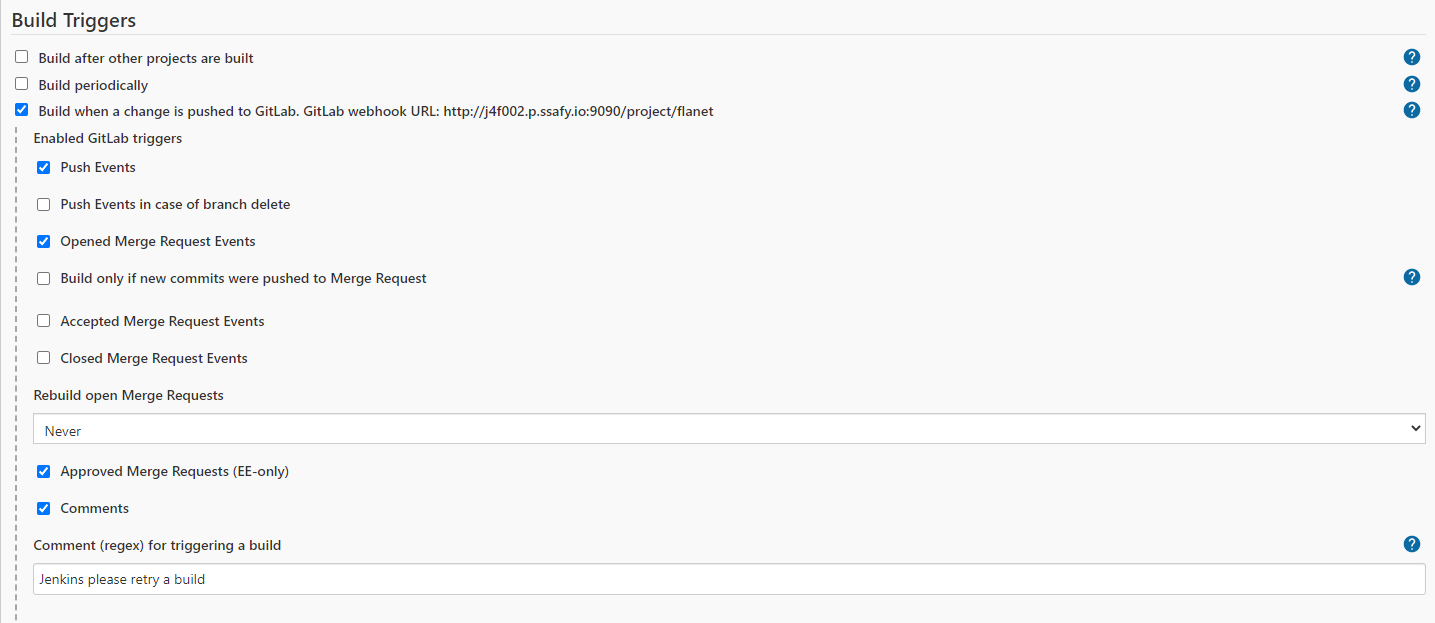 Build Triggers
Build after other projects are built
?
Build periodically
?
Build when a change is pushed to GitLab. GitLab webhook URL: http://j4f002.p.ssafy.io:9090/project/flanet
?
Enabled GitLab triggers
Push Events
Push Events in case of branch delete
Opened Merge Request Events
Build only if new commits were pushed to Merge Request
?
Accepted Merge Request Events
Closed Merge Request Events
Rebuild open Merge Requests
Never
Approved Merge Requests (EE-only)
Comments
Comment (regex) for triggering a build
?
Jenkins please retry a build